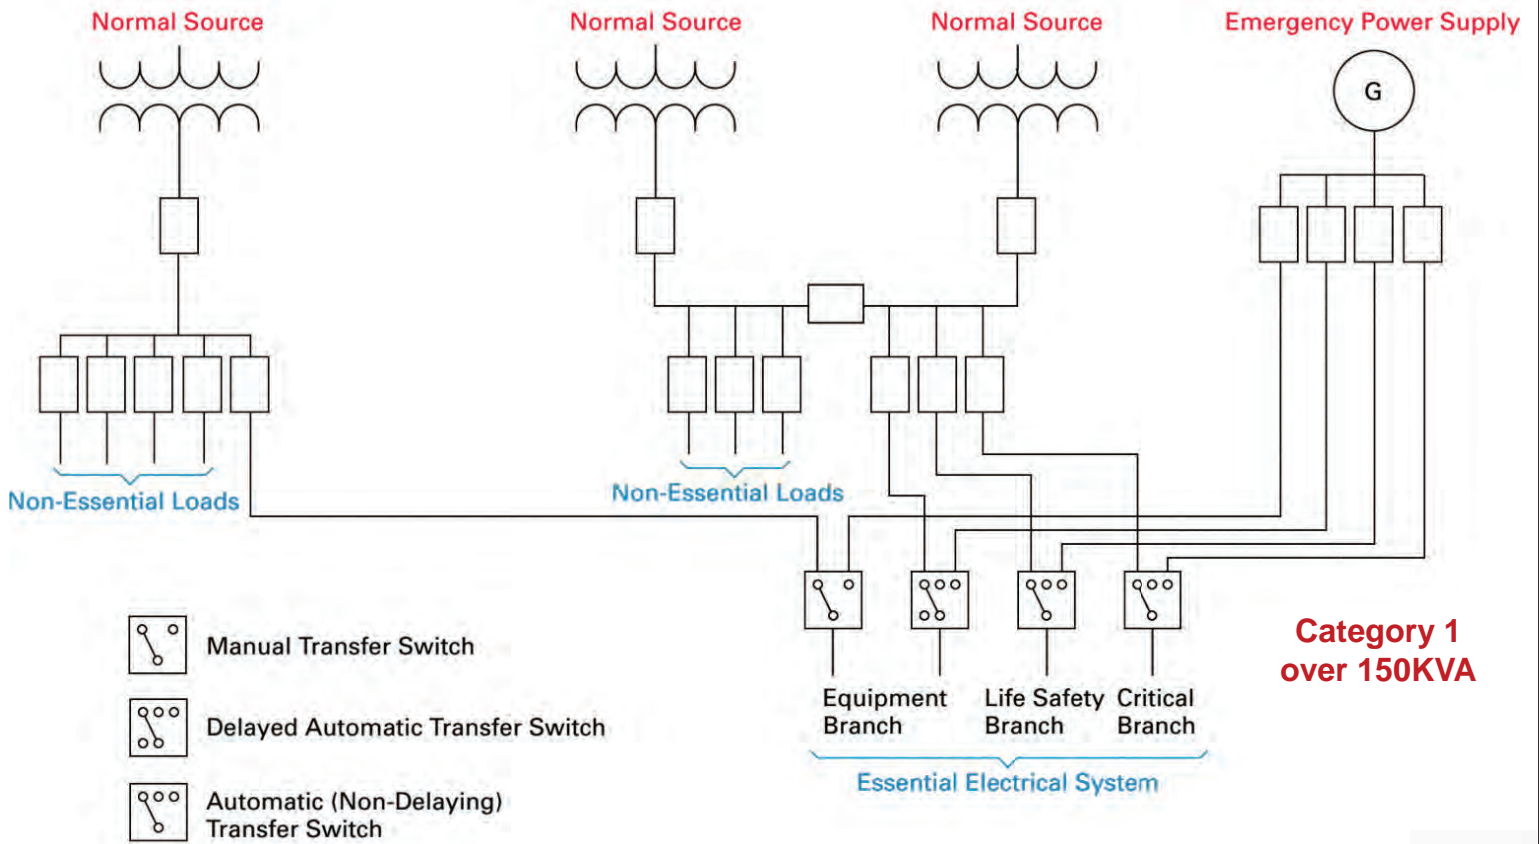 Normal Source
Normal Source
Normal Source
Emergency Power Supply
G
Non-Essential Loads
Non-Essential Loads
Manual Transfer Switch
Delayed Automatic Transfer Switch
Automatic (Non-Delaying)
Transfer Switch
Equipment
Branch
Life Safety
Branch
Critical
Branch
Essential Electrical System
Category 1
over 150KVA